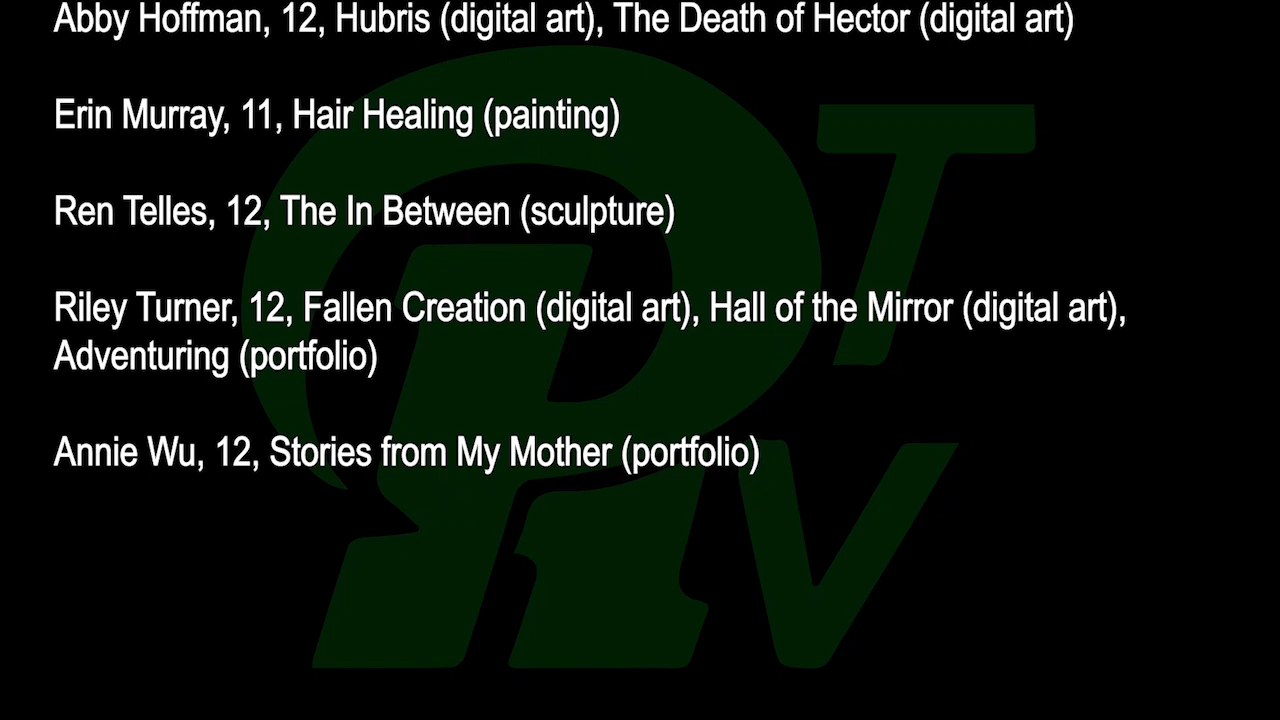 Abby Hoffman, 12, Hubris (digital art), The Death of Hector (digital art)
Erin Murray, 11, Hair Healing (painting)
Ren Telles, 12, The In Between (sculpture)
Riley Turner, 12, Fallen Creation (digital art), Hall of the Mirror (digital art),
Adventuring (portfolio)
Annie Wu, 12, Stories from My Mother (portfolio)
TV